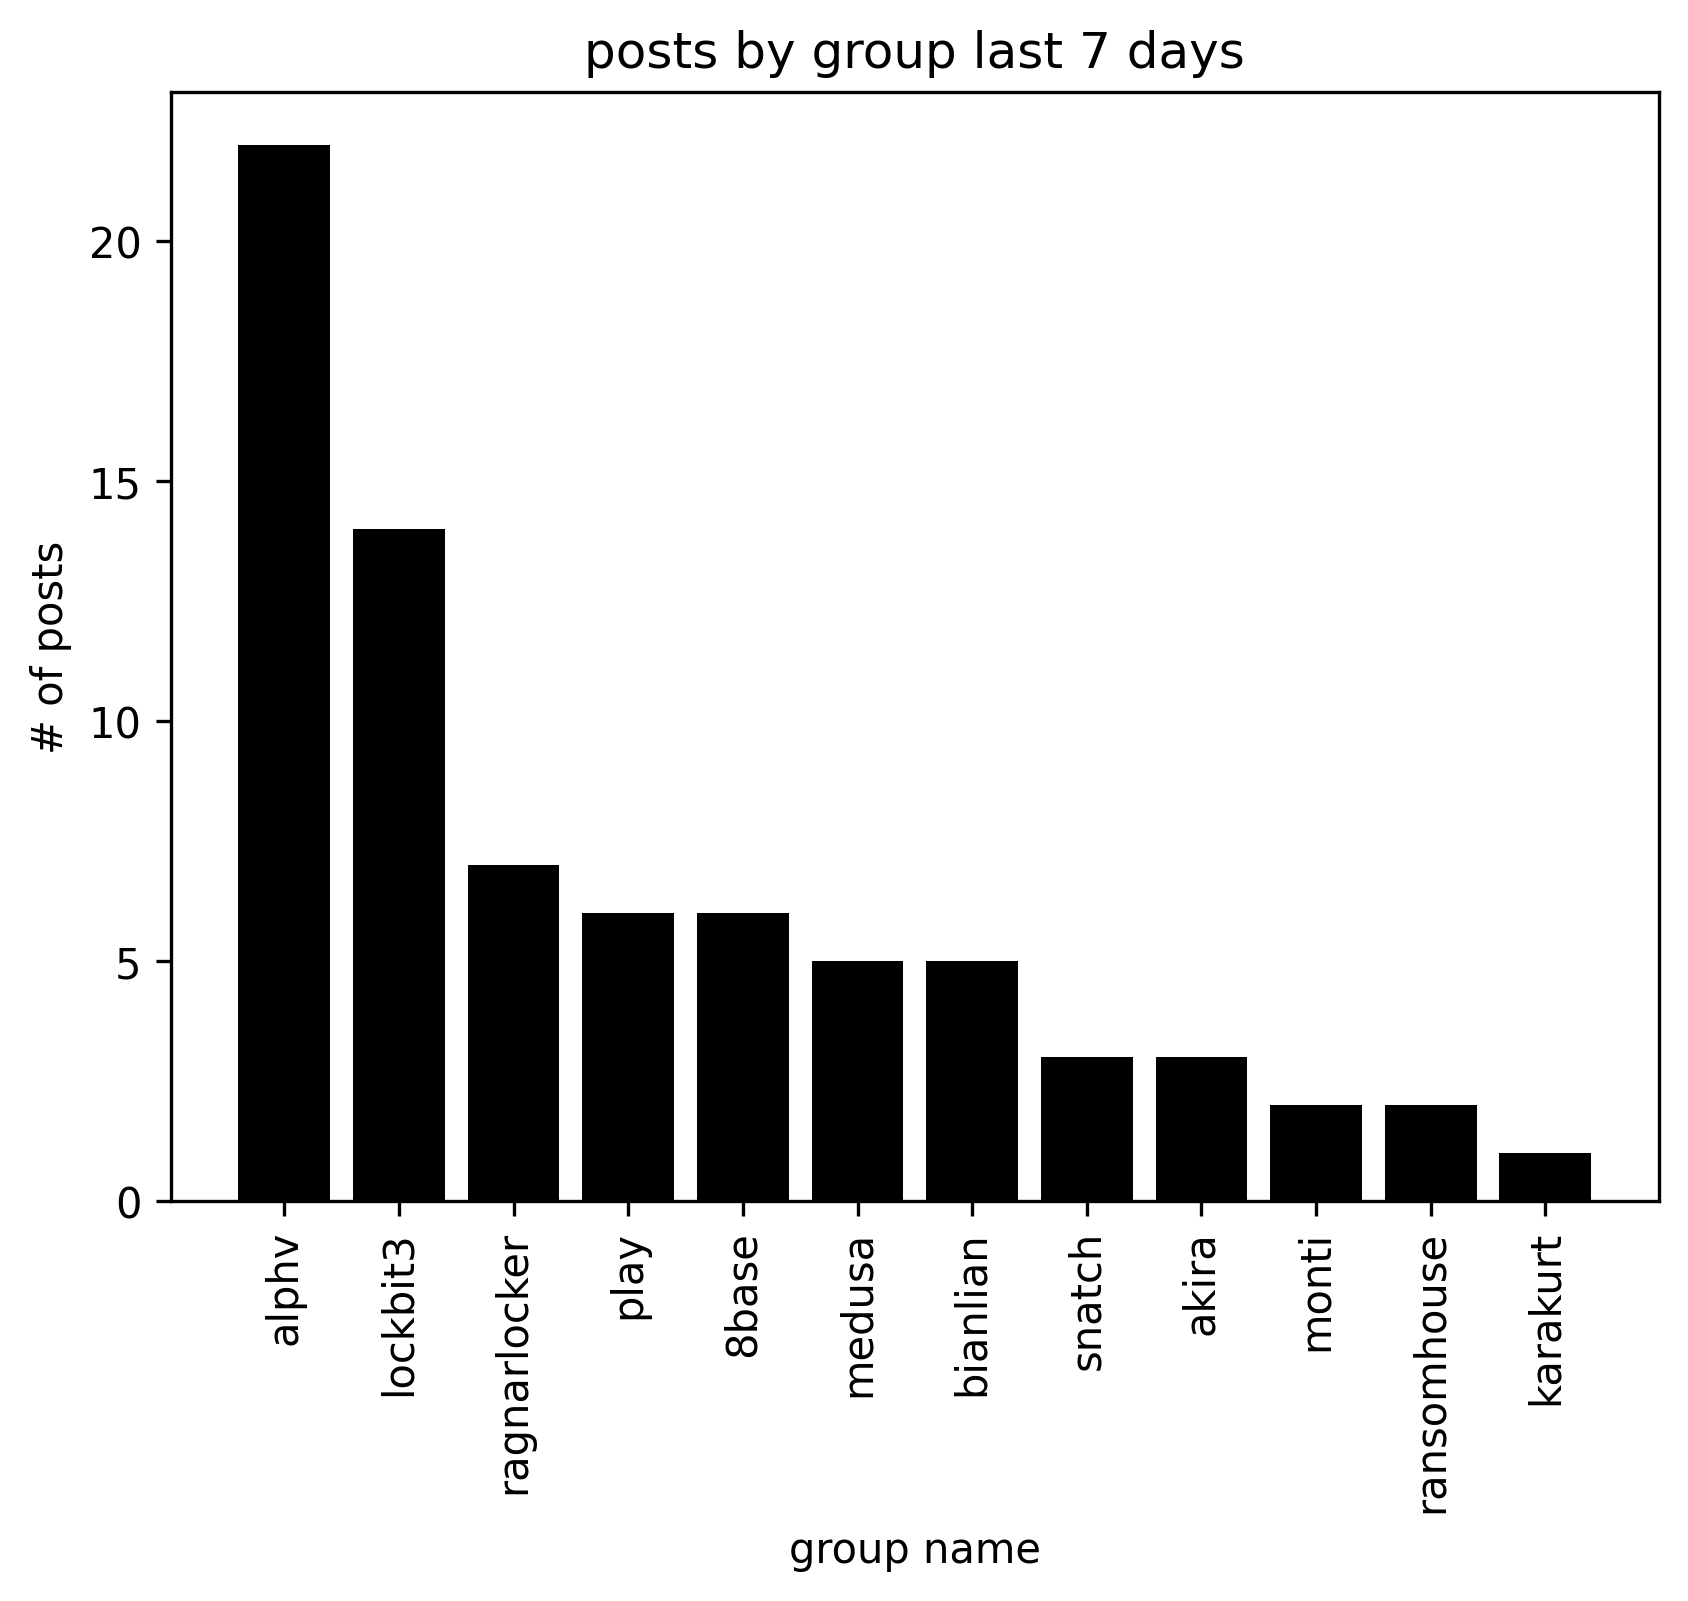 posts by group last 7 days
# of posts
20
15
10
5
0
alphv
lockbit3
ragnarlocker
play
8base
medusa
bianlian
snatch
akira
monti
ransomhouse
karakurt
group name